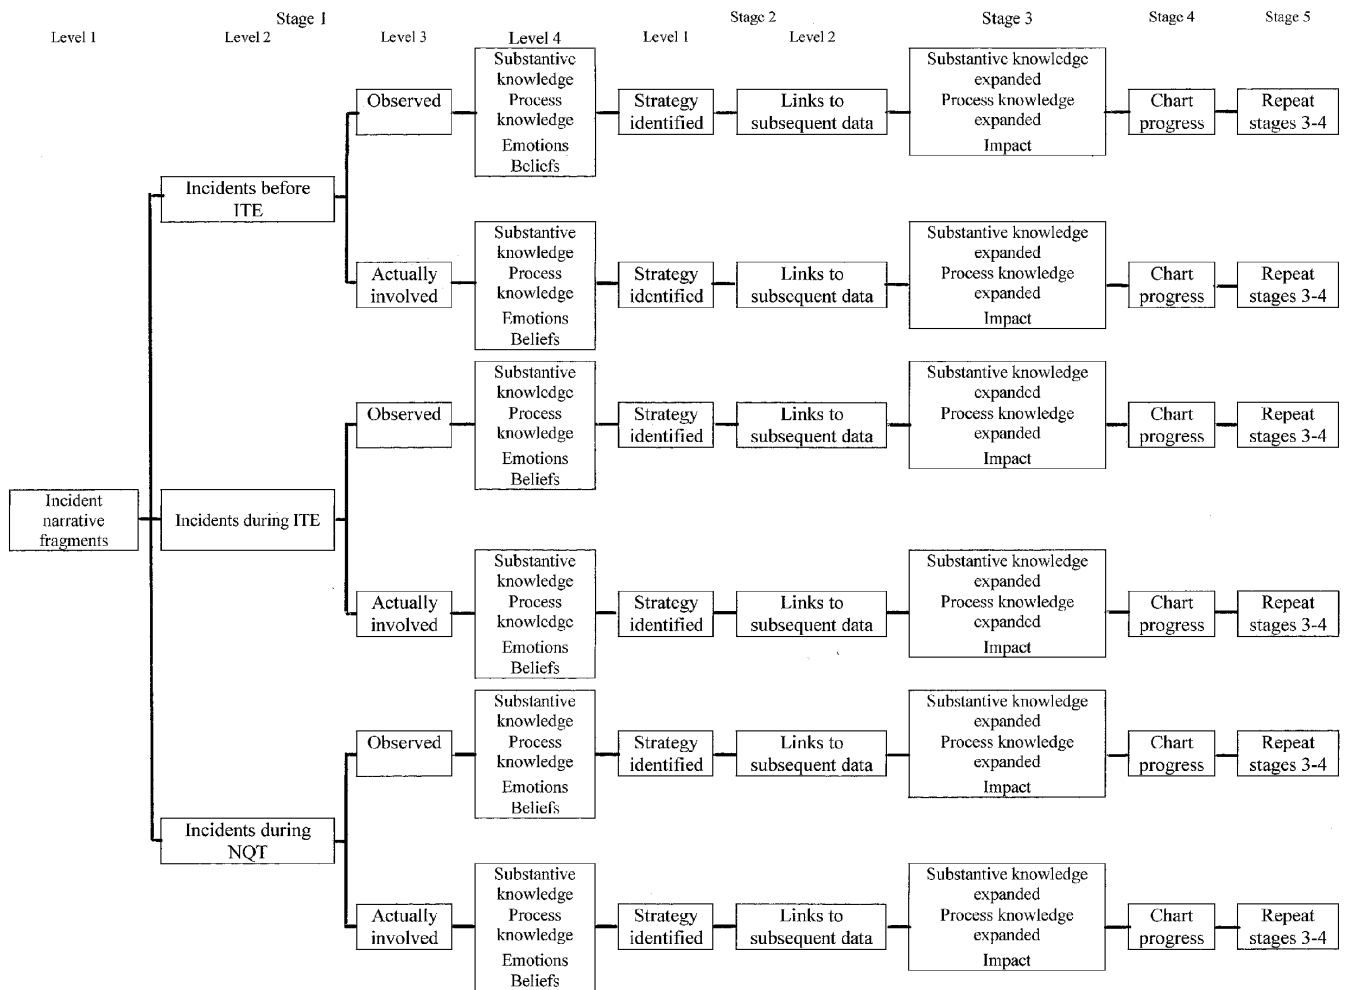 Stage 1
Stage 2
Stage 3
Stage 4
Stage 5
Level 1
Level 2
Level 3
Level 4
Level 1
Level 2
Incident
narrative
fragments
Incidents before
ITE
Observed
Substantive
knowledge
Process
knowledge
Emotions
Beliefs
Strategy
identified
Links to
subsequent data
Substantive knowledge
expanded
Process knowledge
expanded
Impact
Chart
progress
Repeat
stages 3-4
Actually
involved
Substantive
knowledge
Process
knowledge
Emotions
Beliefs
Strategy
identified
Links to
subsequent data
Substantive knowledge
expanded
Process knowledge
expanded
Impact
Chart
progress
Repeat
stages 3-4
Incidents during ITE
Observed
Substantive
knowledge
Process
knowledge
Emotions
Beliefs
Strategy
identified
Links to
subsequent data
Substantive knowledge
expanded
Process knowledge
expanded
Impact
Chart
progress
Repeat
stages 3-4
Actually
involved
Substantive
knowledge
Process
knowledge
Emotions
Beliefs
Strategy
identified
Links to
subsequent data
Substantive knowledge
expanded
Process knowledge
expanded
Impact
Chart
progress
Repeat
stages 3-4
Incidents during
NQT
Observed
Substantive
knowledge
Process
knowledge
Emotions
Beliefs
Strategy
identified
Links to
subsequent data
Substantive knowledge
expanded
Process knowledge
expanded
Impact
Chart
progress
Repeat
stages 3-4
Actually
involved
Substantive
knowledge
Process
knowledge
Emotions
Beliefs
Strategy
identified
Links to
subsequent data
Substantive knowledge
expanded
Process knowledge
expanded
Impact
Chart
progress
Repeat
stages 3-4